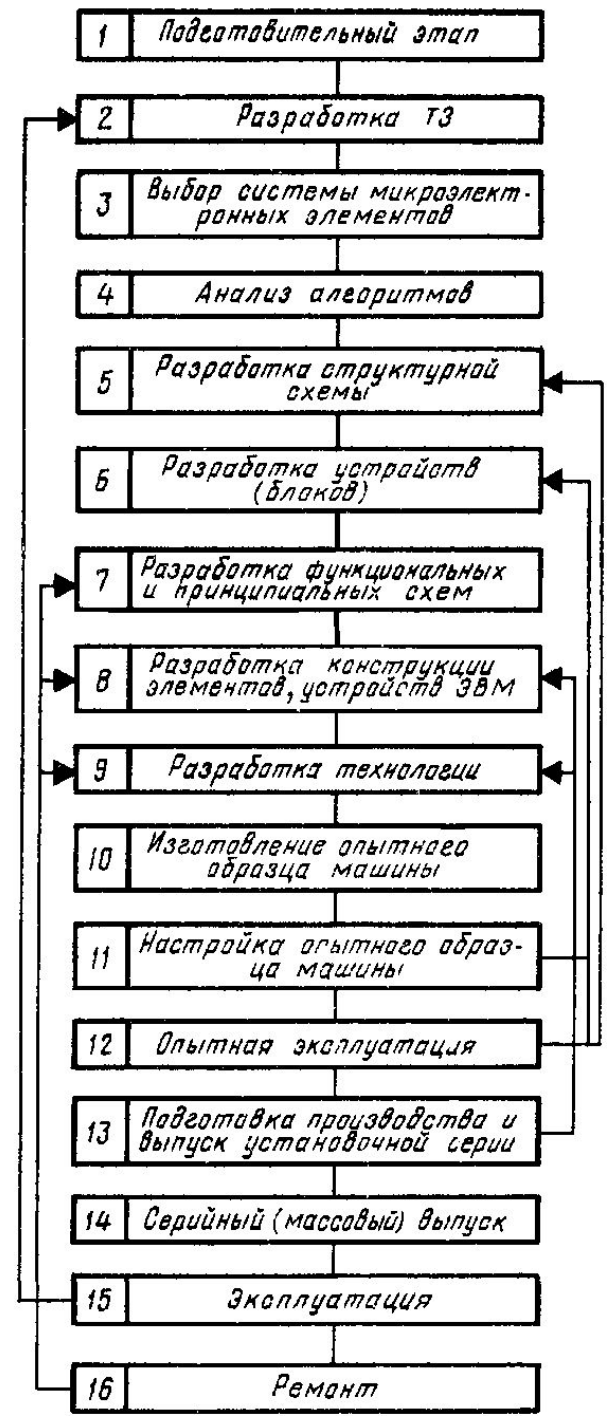 1 Подготовительный этап
2 Разработка ТЗ
3 Выбор системы микроэлект-
ронных элементов
4 Анализ алгоритмов
5 Разработка структурной
схемы
6 Разработка устройств
(блоков)
7 Разработка функциональных
и принципиальных схем
8 Разработка конструкции
элементов, устройств ЭВМ
9 Разработка технологии
10 Изготовление опытного
образца машины
11 Настройка опытного образ-
ца машины
12 Опытная эксплуатация
13 Подготовка производства и
выпуск установочной серии
14 Серийный (массовый) выпуск
15 Эксплуатация
16 Ремонт